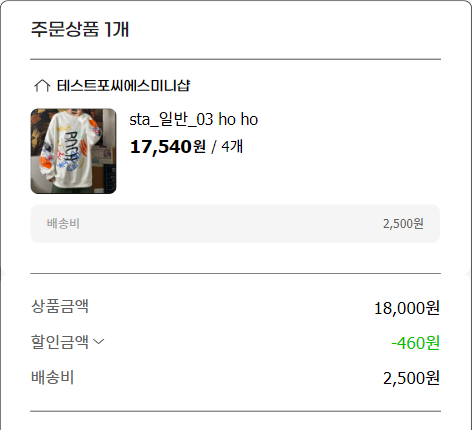 주문상품 1개
테스트포씨에스미니샵
sta_일반_03 ho ho
17,540원 / 4개
배송비 2,500원
상품금액 18,000원
할인금액 -460원
배송비 2,500원